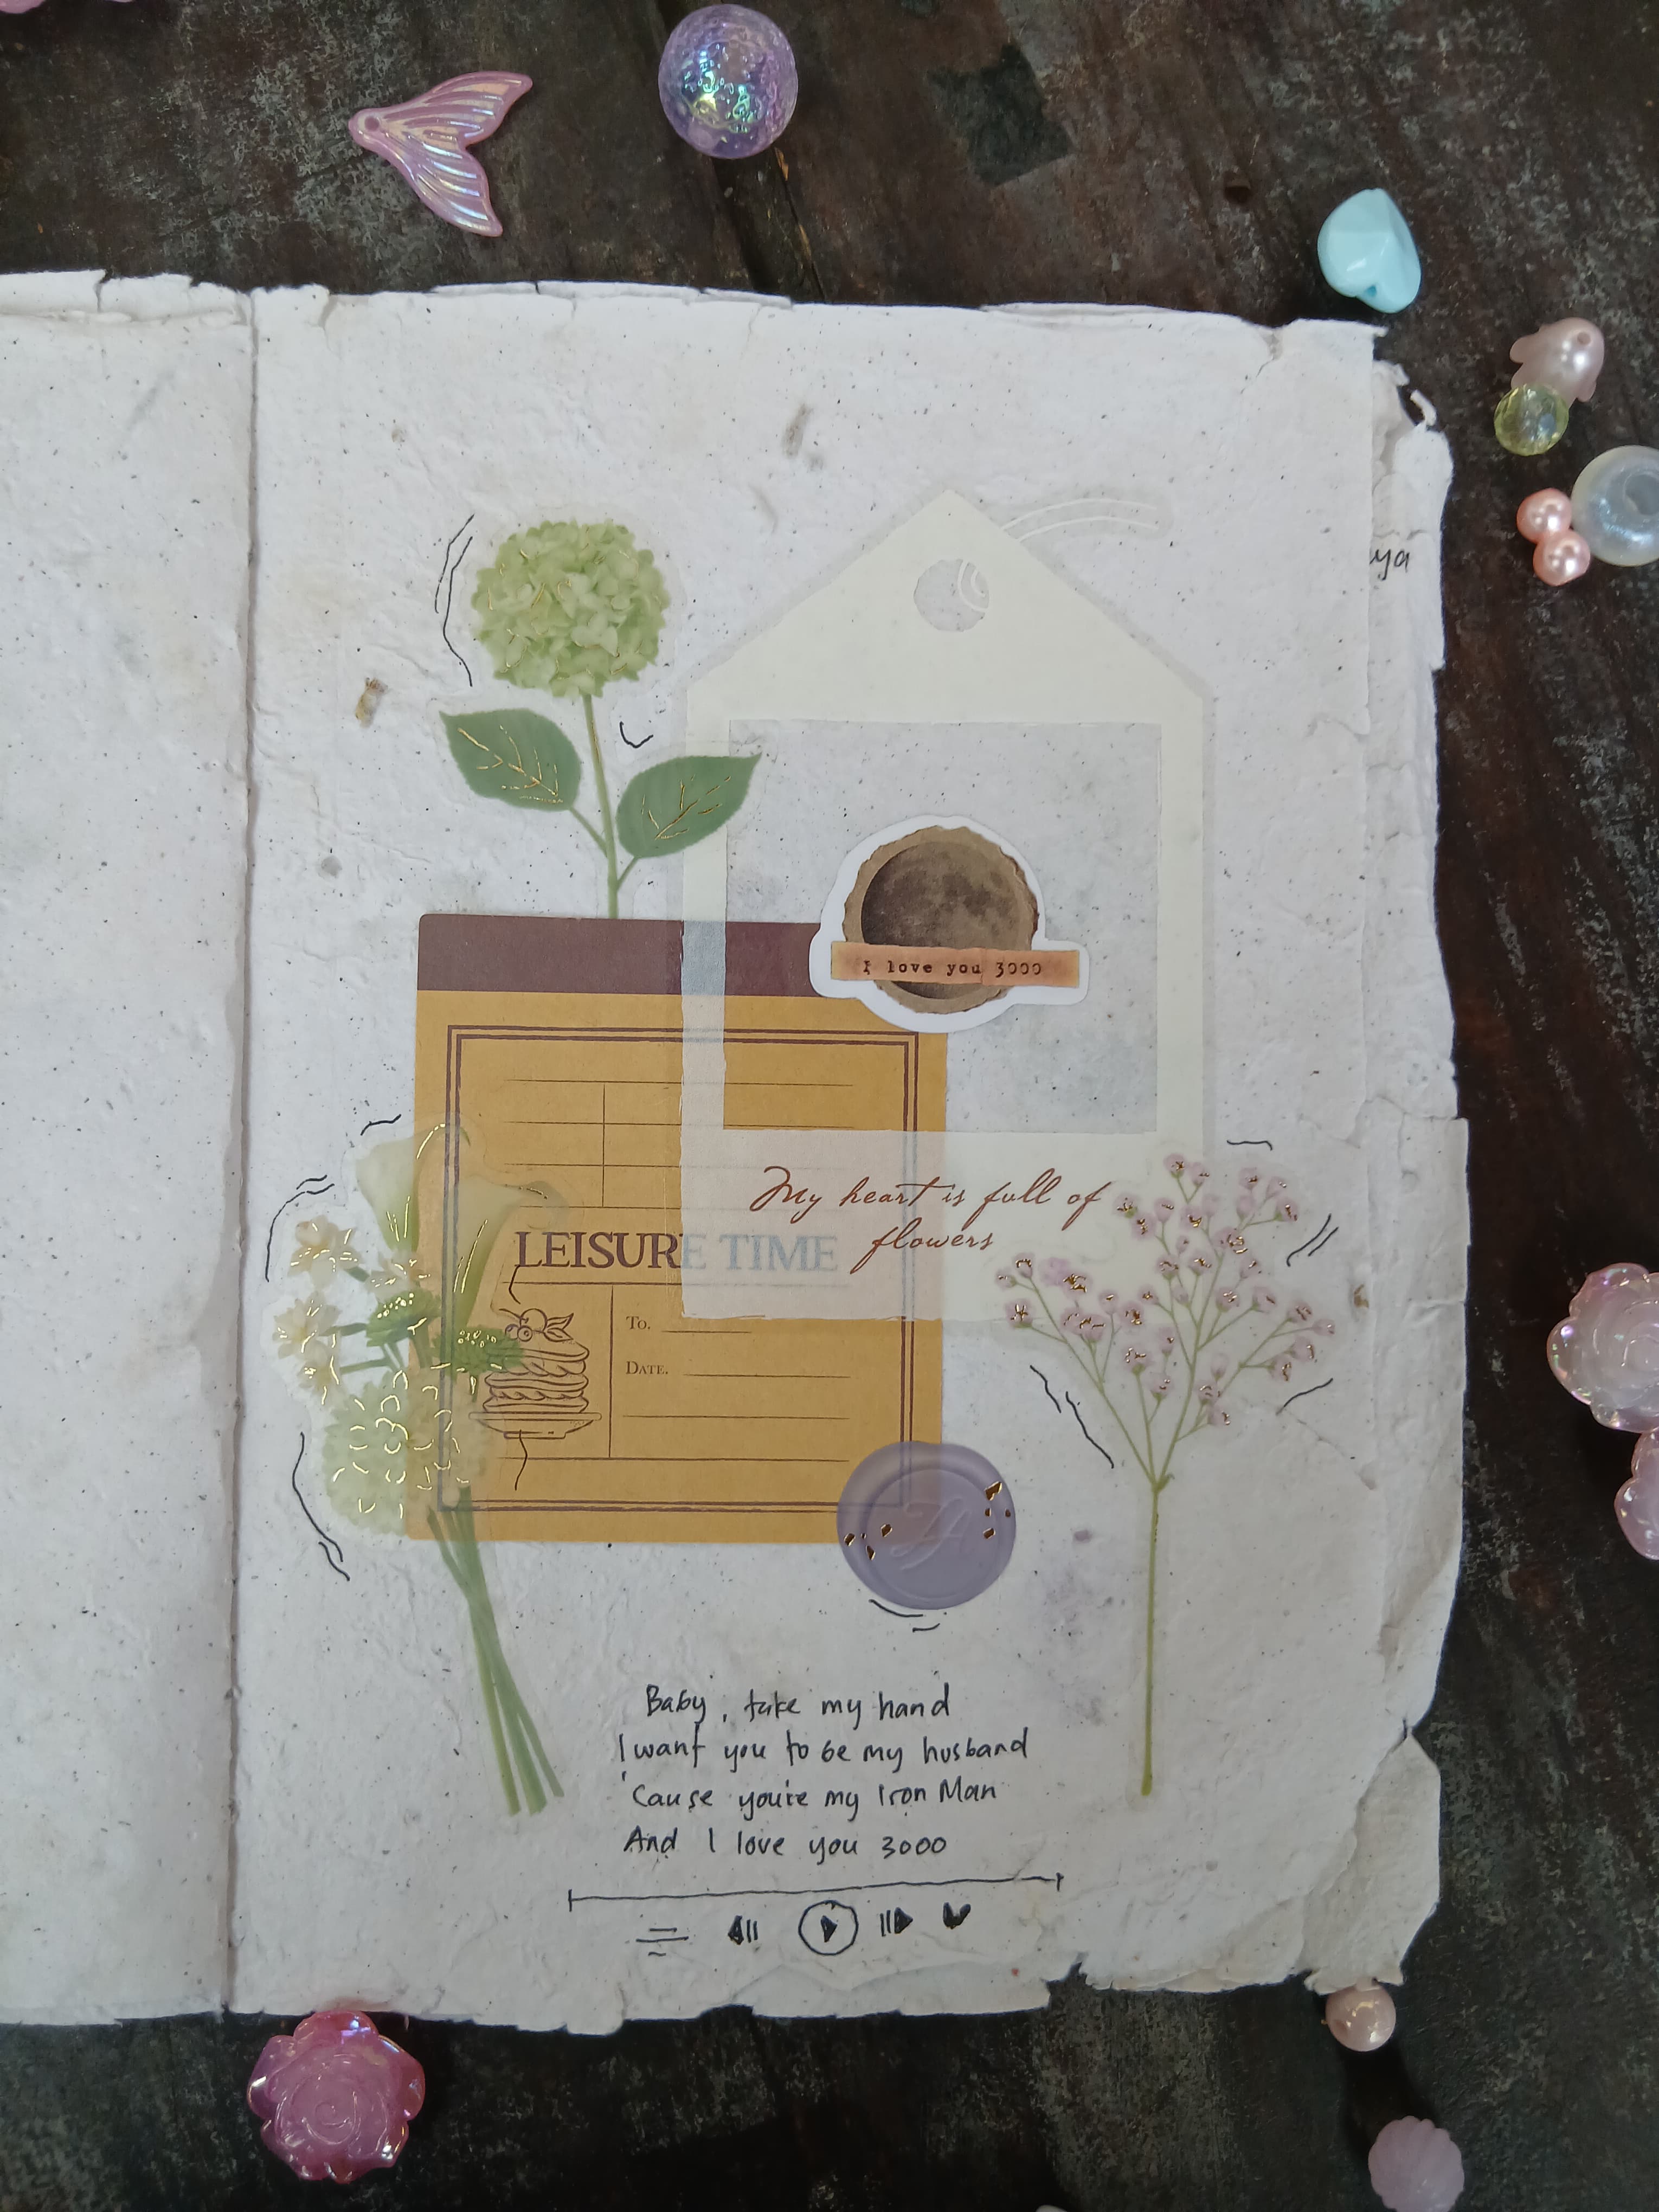 ya
I love you 3000
My heart is full of
flowers
LEISURE TIME
To.
DATE.
Baby, take my hand
I want you to be my husband
'Cause you're my Iron Man
And I love you 3000